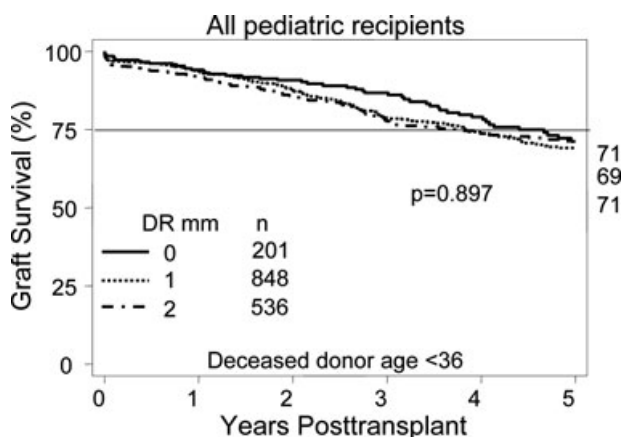 All pediatric recipients
Graft Survival (%)
100
75
50
25
0
71
69
71
p=0.897
DR mm n
0 201
1 848
2 536
Deceased donor age <36
0 1 2 3 4 5
Years Posttransplant